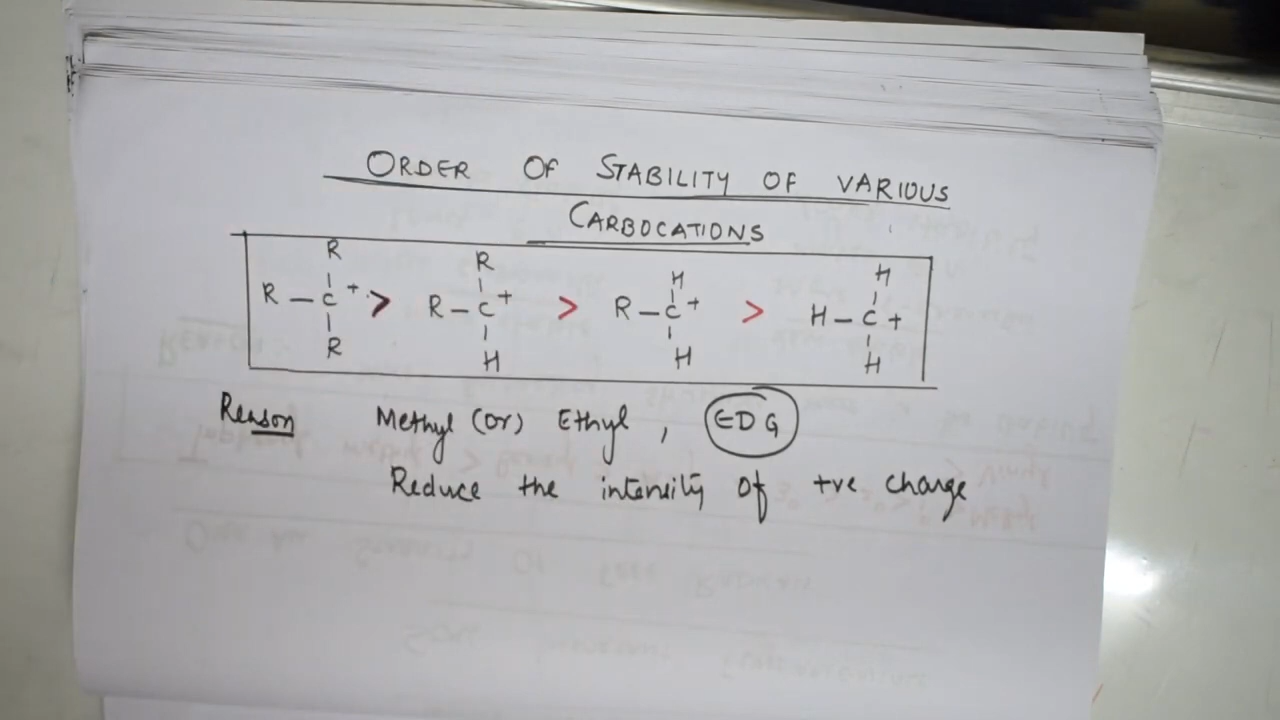 ORDER OF STABILITY OF VARIOUS
CARBOCATIONS
R R H H
R – C + > R – C + > R – C + > H – C +
R H H H
Reason Methyl (or) Ethyl , EDG
Reduce the intensity of +ve charge